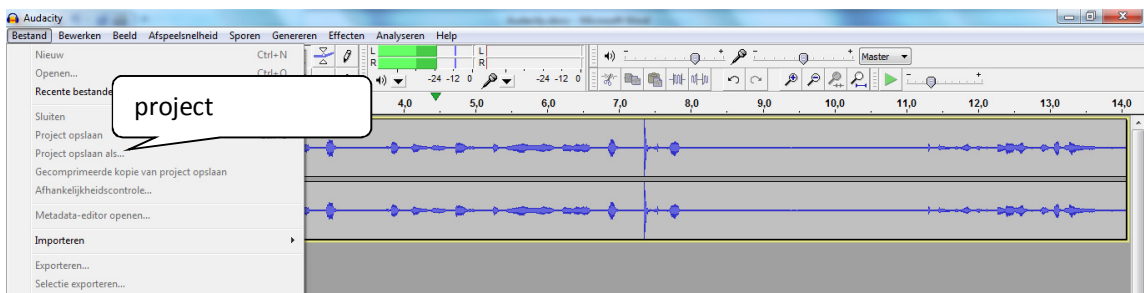 Audacity
Bestand Bewerken Beeld Afspeelsnelheid Sporen Genereren Effecten Analyseren Help
Nieuw Ctrl+N
L L
R R
Master
Openen... Ctrl+O
-24 -12 0 -24 -12 0
Recente bestande
project
4,0 5,0 6,0 7,0 8,0 9,0 10,0 11,0 12,0 13,0 14,0
Sluiten
Project opslaan
Project opslaan als...
Gecomprimeerde kopie van project opslaan
Afhankelijkheidscontrole...
Metadata-editor openen...
Importeren
Exporteren...
Selectie exporteren...